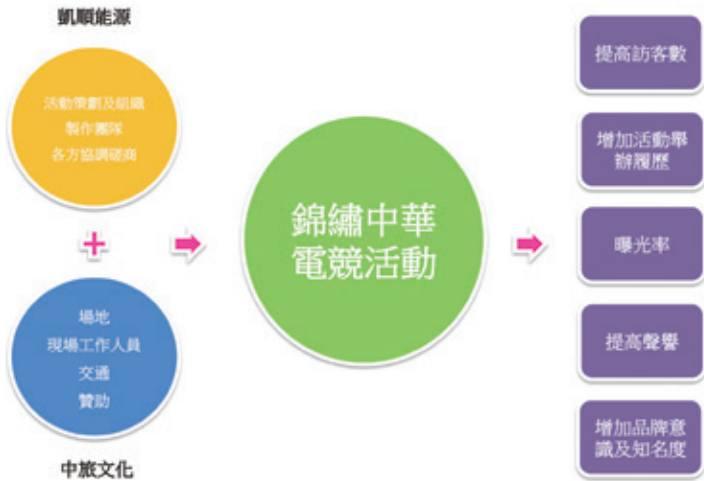 凱順能源
活動策劃及組織
製作團隊
各方協調磋商
+
場地
現場工作人員
交通
贊助
中旅文化
錦繡中華
電競活動
提高訪客數
增加活動舉
辦履歷
曝光率
提高聲譽
增加品牌意
識及知名度